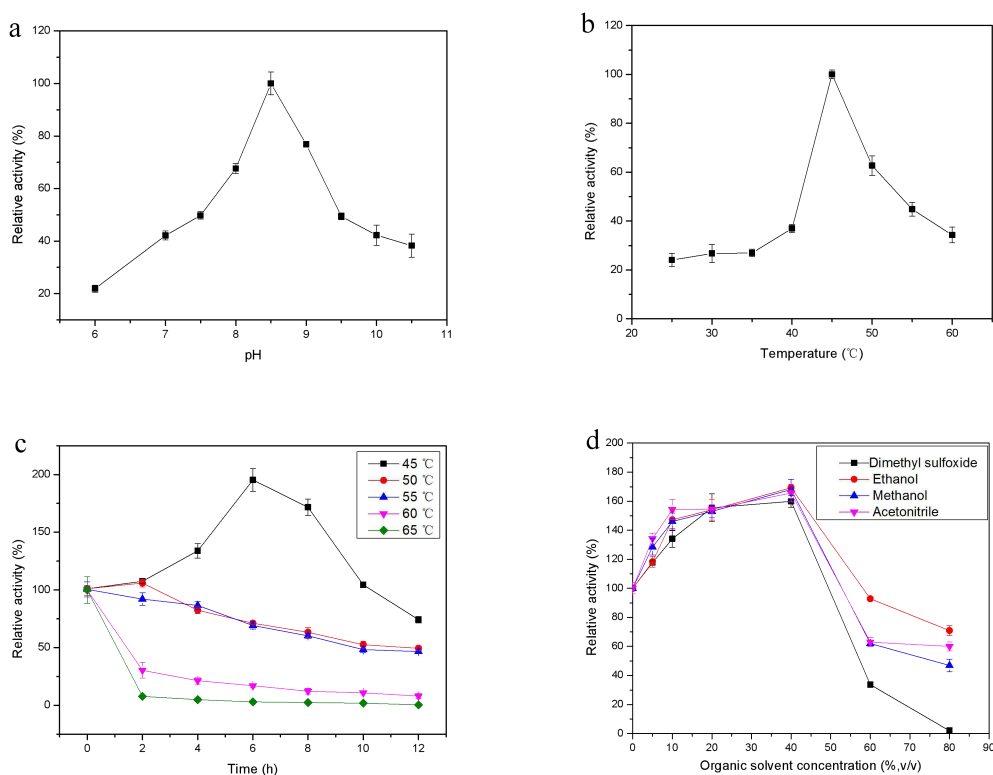 a
120
100
80
60
40
20
6 7 8 9 10 11
Relative activity (%)
pH
b
120
100
80
60
40
20
0
20 30 40 50 60
Relative activity (%)
Temperature (℃)
c
200
150
100
50
0
0 2 4 6 8 10 12
Relative activity (%)
Time (h)
45 ℃
50 ℃
55 ℃
60 ℃
65 ℃
d
200
180
160
140
120
100
80
60
40
20
0
0 10 20 30 40 50 60 70 80 90
Relative activity (%)
Organic solvent concentration (%,v/v)
Dimethyl sulfoxide
Ethanol
Methanol
Acetonitrile